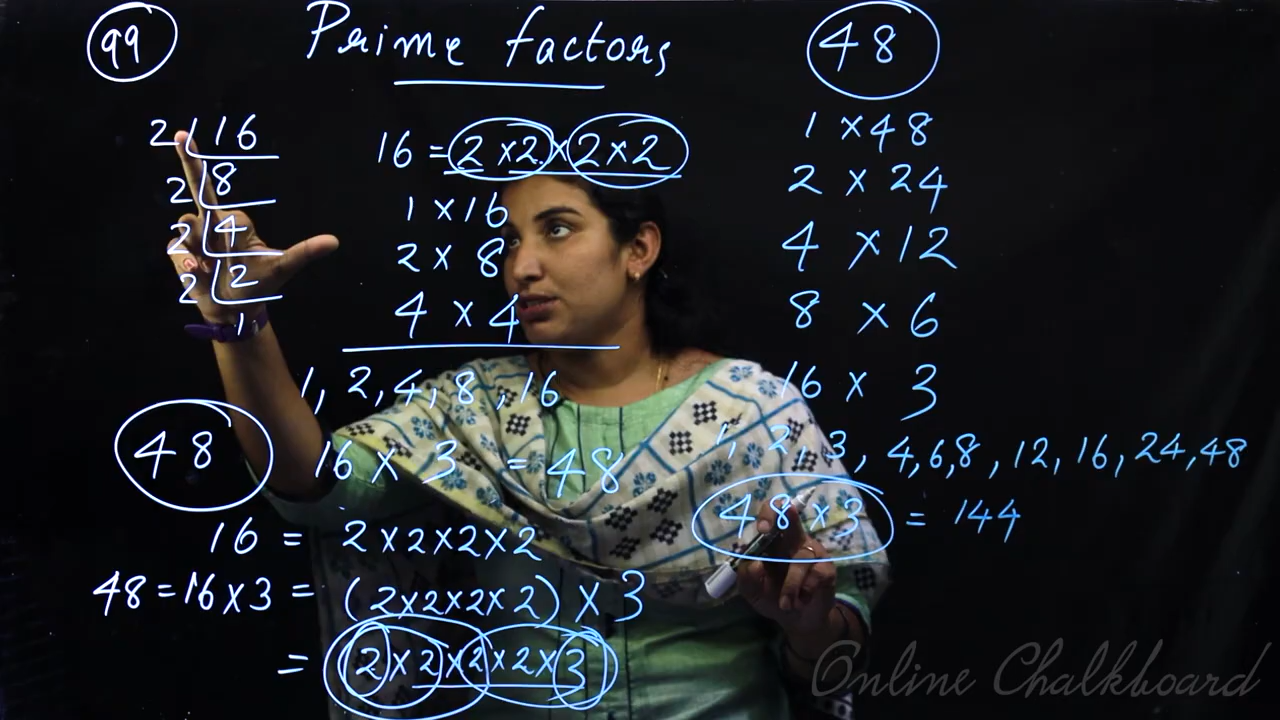 99
Prime factors
48
2 16
2 8
2 4
2 2
1
16 = 2 × 2 × 2 × 2
1 × 16
2 × 8
4 × 4
1, 2, 4, 8, 16
1 × 48
2 × 24
4 × 12
8 × 6
16 × 3
1, 2, 3, 4, 6, 8, 12, 16, 24, 48
48 × 3 = 144
48
16 × 3 = 48
16 = 2 × 2 × 2 × 2
48 = 16 × 3 = (2 × 2 × 2 × 2) × 3
= 2 × 2 × 2 × 2 × 3
Online Chalkboard